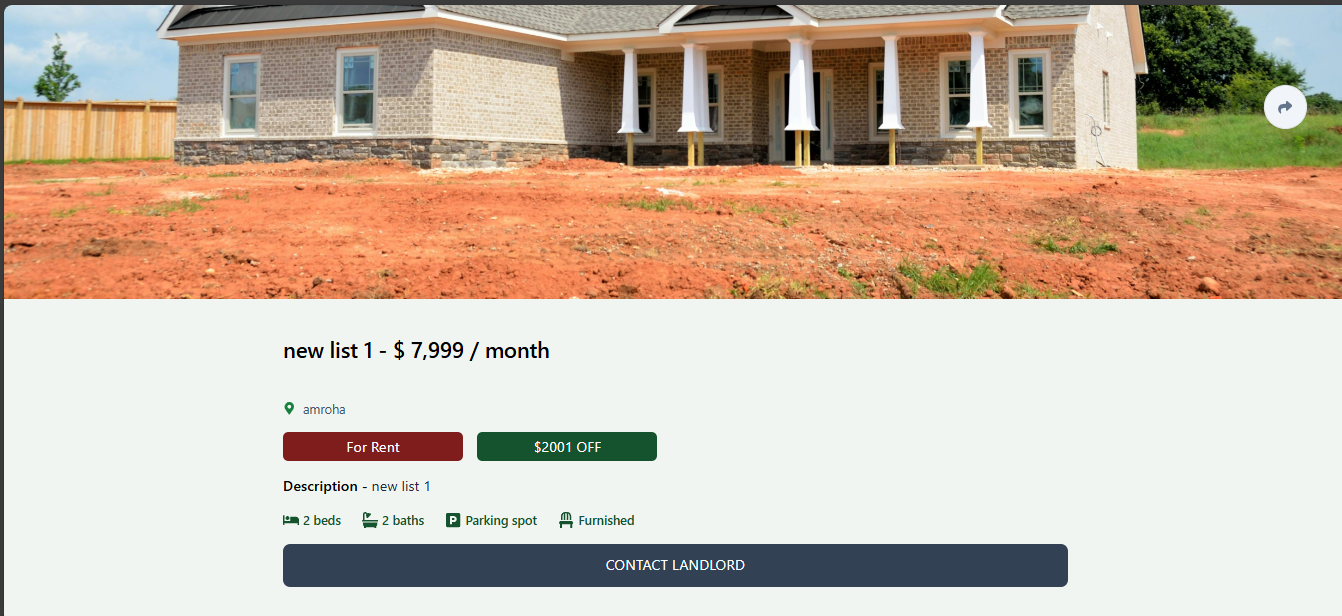 new list 1 - $ 7,999 / month
amroha
For Rent $2001 OFF
Description - new list 1
2 beds 2 baths P Parking spot Furnished
CONTACT LANDLORD